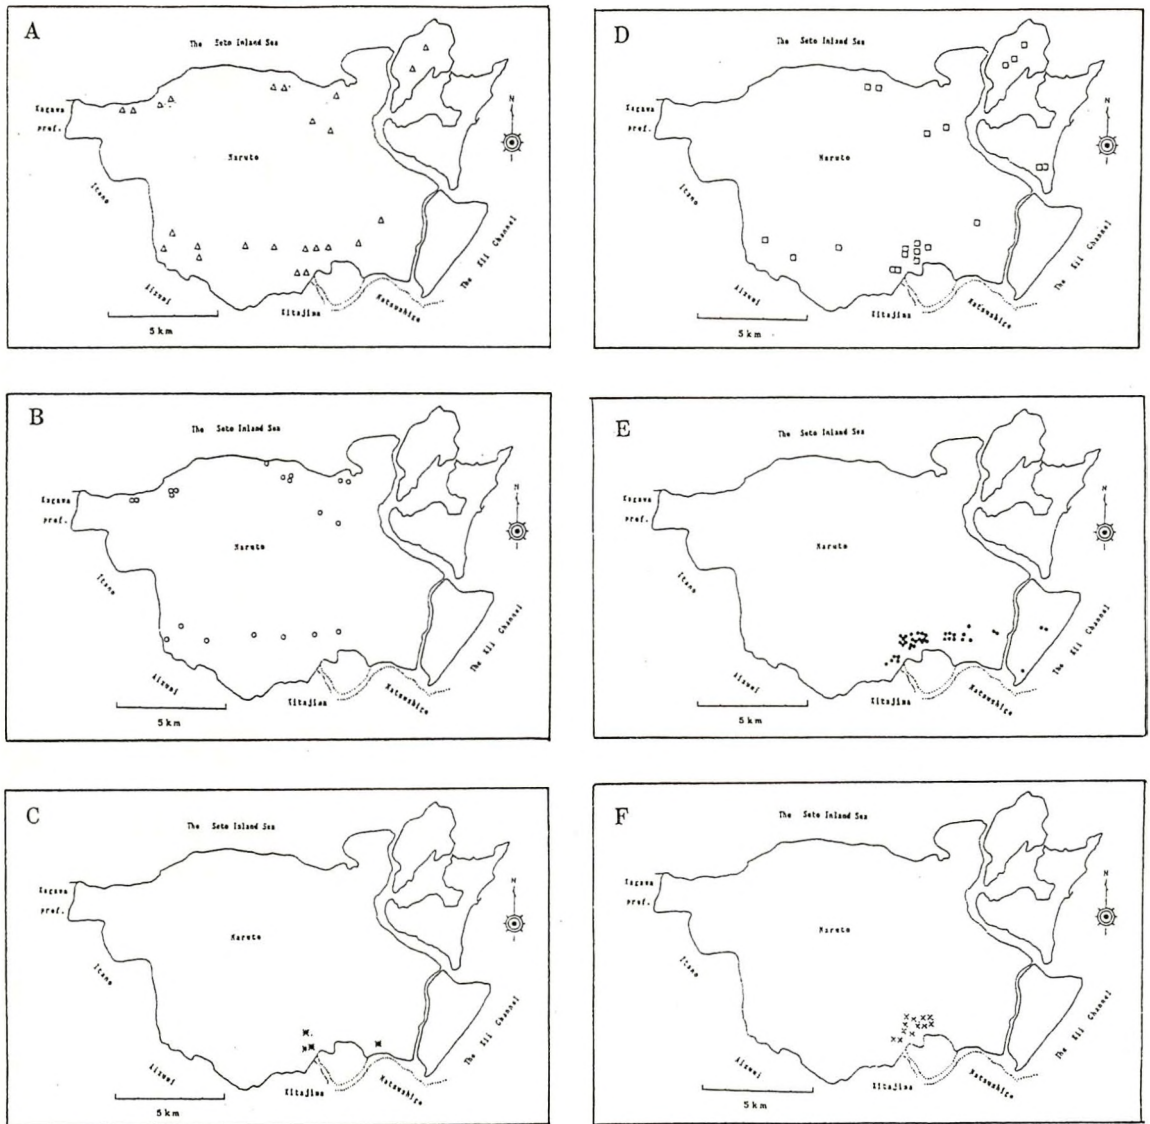 A
The Seto Inland Sea
Kagawa
pref.
N
Naruto
Itano
The Kii Channel
Aizumi
Kitajima
Matsushige
5 km
D
The Seto Inland Sea
Kagawa
pref.
N
Naruto
Itano
The Kii Channel
Aizumi
Kitajima
Matsushige
5 km
B
The Seto Inland Sea
Kagawa
pref.
N
Naruto
Itano
The Kii Channel
Aizumi
Kitajima
Matsushige
5 km
E
The Seto Inland Sea
Kagawa
pref.
N
Naruto
Itano
The Kii Channel
Aizumi
Kitajima
Matsushige
5 km
C
The Seto Inland Sea
Kagawa
pref.
N
Naruto
Itano
The Kii Channel
Aizumi
Kitajima
Matsushige
5 km
F
The Seto Inland Sea
Kagawa
pref.
N
Naruto
Itano
The Kii Channel
Aizumi
Kitajima
Matsushige
5 km